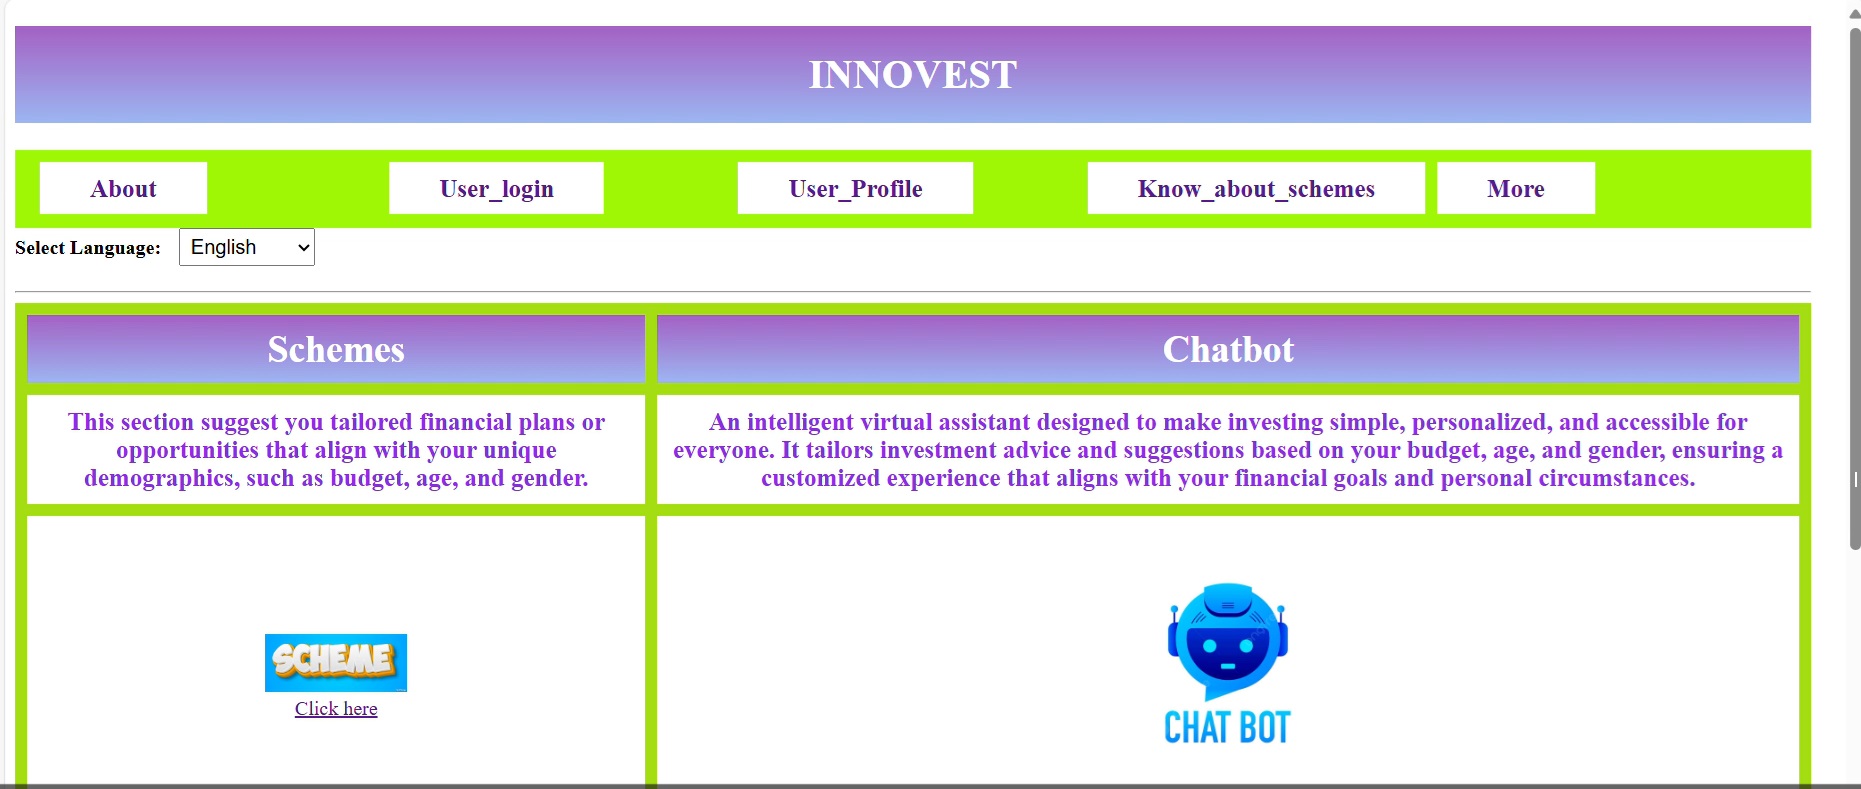 INNOVEST
About
User_login
User_Profile
Know_about_schemes
More
Select Language:
English
Schemes
Chatbot
This section suggest you tailored financial plans or
opportunities that align with your unique
demographics, such as budget, age, and gender.
An intelligent virtual assistant designed to make investing simple, personalized, and accessible for
everyone. It tailors investment advice and suggestions based on your budget, age, and gender, ensuring a
customized experience that aligns with your financial goals and personal circumstances.
SCHEME
Click here
CHAT BOT